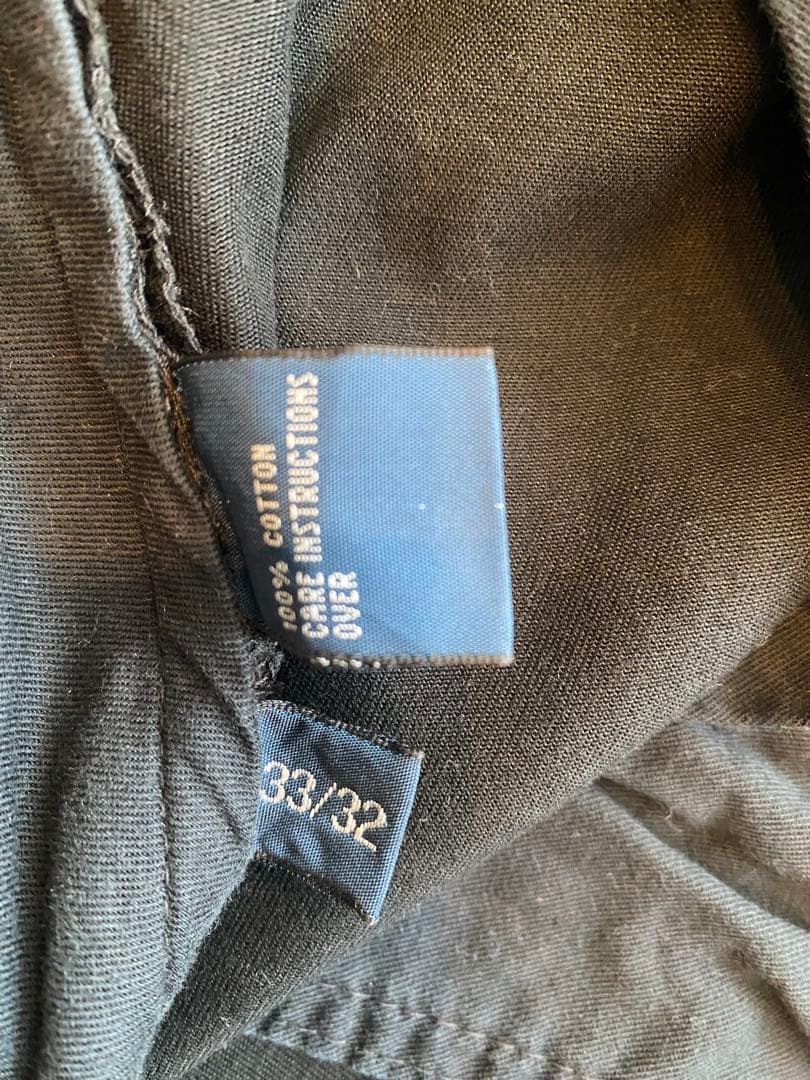 100% COTTON
CARE INSTRUCTIONS
OVER
33/32